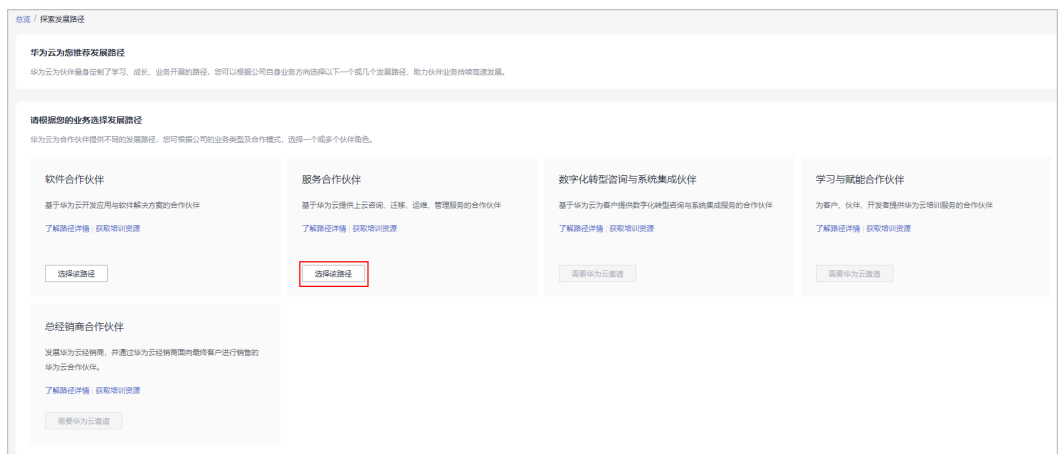 总览 / 探索发展路径
华为云为您推荐发展路径
华为云为伙伴量身定制了学习、成长、业务开展的路径，您可以根据公司自身业务方向选择以下一个或几个发展路径，助力伙伴业务持续高速发展。
请根据您的业务选择发展路径
华为云为合作伙伴提供不同的发展路径，您可根据公司的业务类型及合作模式，选择一个或多个伙伴角色。
软件合作伙伴
基于华为云开发应用与软件解决方案的合作伙伴
了解路径详情 | 获取培训资源
选择该路径
服务合作伙伴
基于华为云提供上云咨询、迁移、运维、管理服务的合作伙伴
了解路径详情 | 获取培训资源
选择该路径
数字化转型咨询与系统集成伙伴
基于华为云为客户提供数字化转型咨询与系统集成服务的合作伙伴
了解路径详情 | 获取培训资源
需要华为云邀请
学习与赋能合作伙伴
为客户、伙伴、开发者提供华为云培训服务的合作伙伴
了解路径详情 | 获取培训资源
需要华为云邀请
总经销商合作伙伴
发展华为云经销商，并通过华为云经销商面向最终客户进行销售的
华为云合作伙伴。
了解路径详情 | 获取培训资源
需要华为云邀请